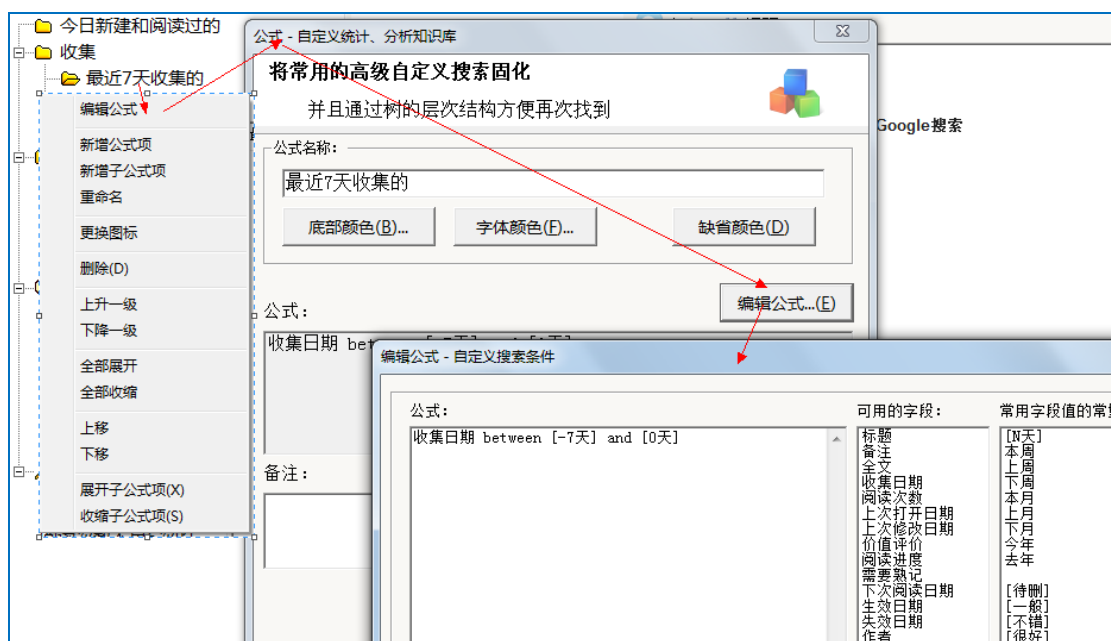 今日新建和阅读过的
收集
最近7天收集的
编辑公式
新增公式项
新增子公式项
重命名
更换图标
删除(D)
上升一级
下降一级
全部展开
全部收缩
上移
下移
展开子公式项(X)
收缩子公式项(S)
公式 - 自定义统计、分析知识库
将常用的高级自定义搜索固化
并且通过树的层次结构方便再次找到
Google搜索
公式名称:
最近7天收集的
底部颜色(B)...
字体颜色(F)...
缺省颜色(D)
编辑公式...(E)
公式:
收集日期
备注:
编辑公式 - 自定义搜索条件
公式:
收集日期 between [-7天] and [0天]
可用的字段:
标题
备注
全文
收集日期
阅读次数
上次打开日期
上次修改日期
价值评价
阅读进度
需要熟记
下次阅读日期
生效日期
失效日期
作者
常用字段值的常
[N天]
本周
上周
下周
本月
上月
下月
今年
去年
[待删]
[一般]
[不错]
[很好]